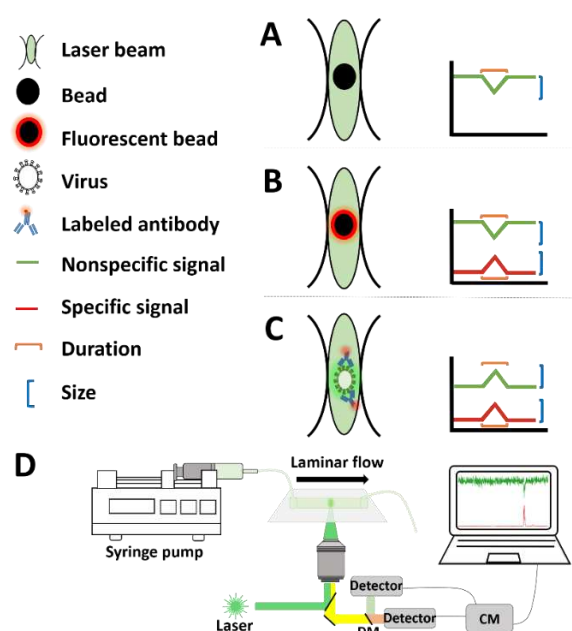 Laser beam
Bead
Fluorescent bead
Virus
Labeled antibody
Nonspecific signal
Specific signal
Duration
Size
A
B
C
D
Laminar flow
Syringe pump
Laser
Detector
Detector
CM
DM